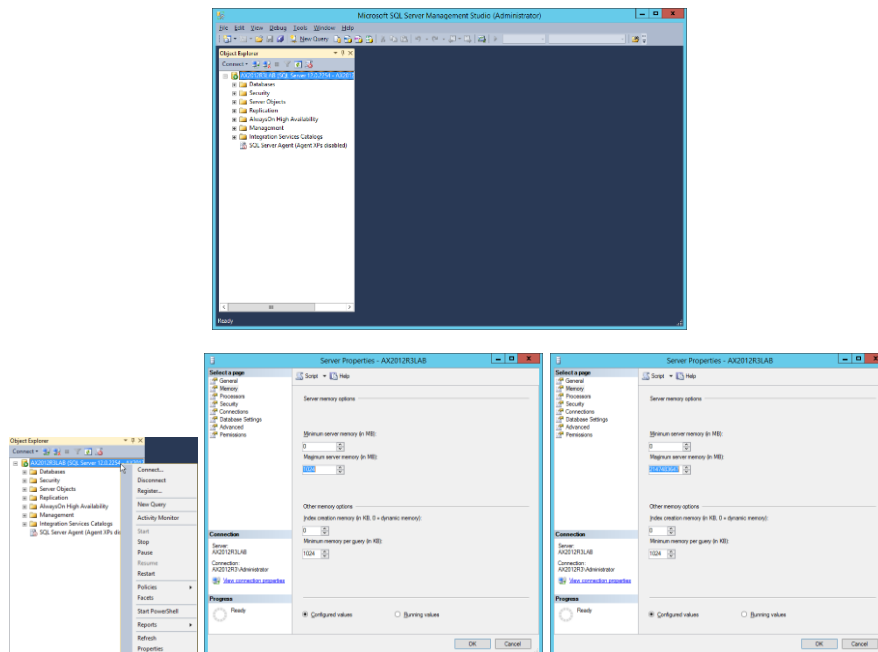 Microsoft SQL Server Management Studio (Administrator)
File Edit View Debug Tools Window Help
New Query
Object Explorer
Connect
AX2012R3LAB (SQL Server 12.0.2254 - AX2012
Databases
Security
Server Objects
Replication
AlwaysOn High Availability
Management
Integration Services Catalogs
SQL Server Agent (Agent XPs disabled)
Ready
Object Explorer
Connect
AX2012R3LAB (SQL Server 12.0.2254 - AX2012
Databases
Security
Server Objects
Replication
AlwaysOn High Availability
Management
Integration Services Catalogs
SQL Server Agent (Agent XPs dis
Connect...
Disconnect
Register...
New Query
Activity Monitor
Start
Stop
Pause
Resume
Restart
Policies
Facets
Start PowerShell
Reports
Refresh
Properties
Server Properties - AX2012R3LAB
Select a page
General
Memory
Processors
Security
Connections
Database Settings
Advanced
Permissions
Script Help
Server memory options
Minimum server memory (in MB):
0
Maximum server memory (in MB):
1024
Other memory options
Index creation memory (in KB, 0 = dynamic memory):
0
Minimum memory per query (in KB):
1024
Connection
Server:
AX2012R3LAB
Connection:
AX2012R3\Administrator
View connection properties
Progress
Ready
Configured values Running values
OK Cancel
Server Properties - AX2012R3LAB
Select a page
General
Memory
Processors
Security
Connections
Database Settings
Advanced
Permissions
Script Help
Server memory options
Minimum server memory (in MB):
0
Maximum server memory (in MB):
2147483647
Other memory options
Index creation memory (in KB, 0 = dynamic memory):
0
Minimum memory per query (in KB):
1024
Connection
Server:
AX2012R3LAB
Connection:
AX2012R3\Administrator
View connection properties
Progress
Ready
Configured values Running values
OK Cancel